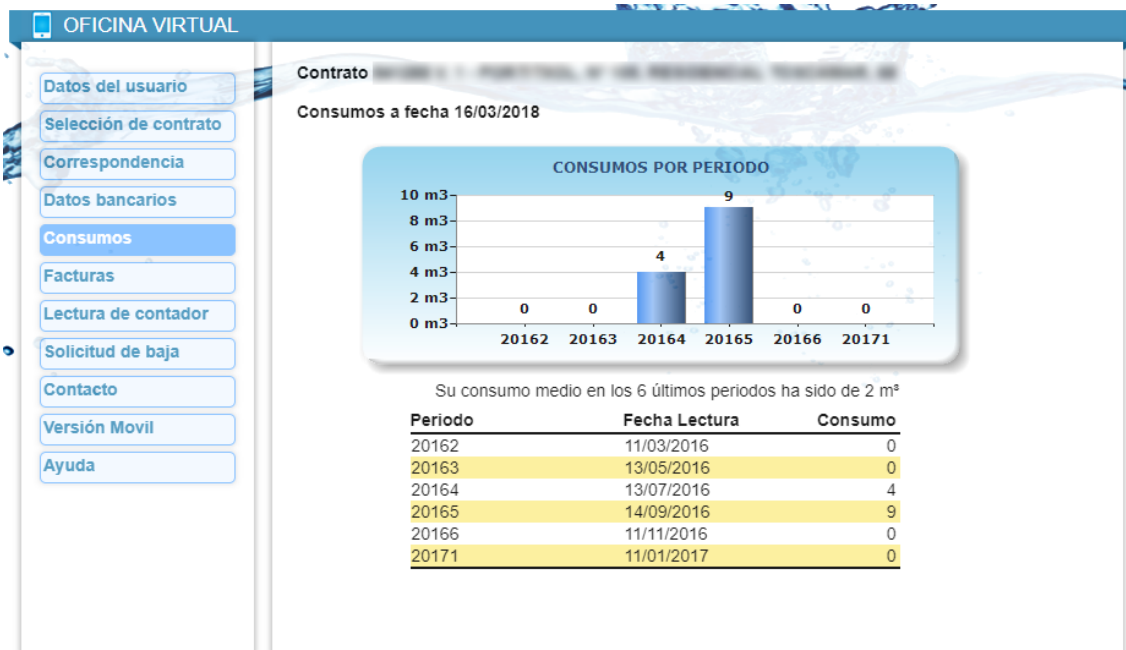 OFICINA VIRTUAL
Datos del usuario
Selección de contrato
Correspondencia
Datos bancarios
Consumos
Facturas
Lectura de contador
Solicitud de baja
Contacto
Versión Movil
Ayuda
Contrato
Consumos a fecha 16/03/2018
CONSUMOS POR PERIODO
10 m3
8 m3
6 m3
4 m3
2 m3
0 m3
0 0 4 9 0 0
20162 20163 20164 20165 20166 20171
Su consumo medio en los 6 últimos periodos ha sido de 2 m³
Periodo Fecha Lectura Consumo
20162 11/03/2016 0
20163 13/05/2016 0
20164 13/07/2016 4
20165 14/09/2016 9
20166 11/11/2016 0
20171 11/01/2017 0